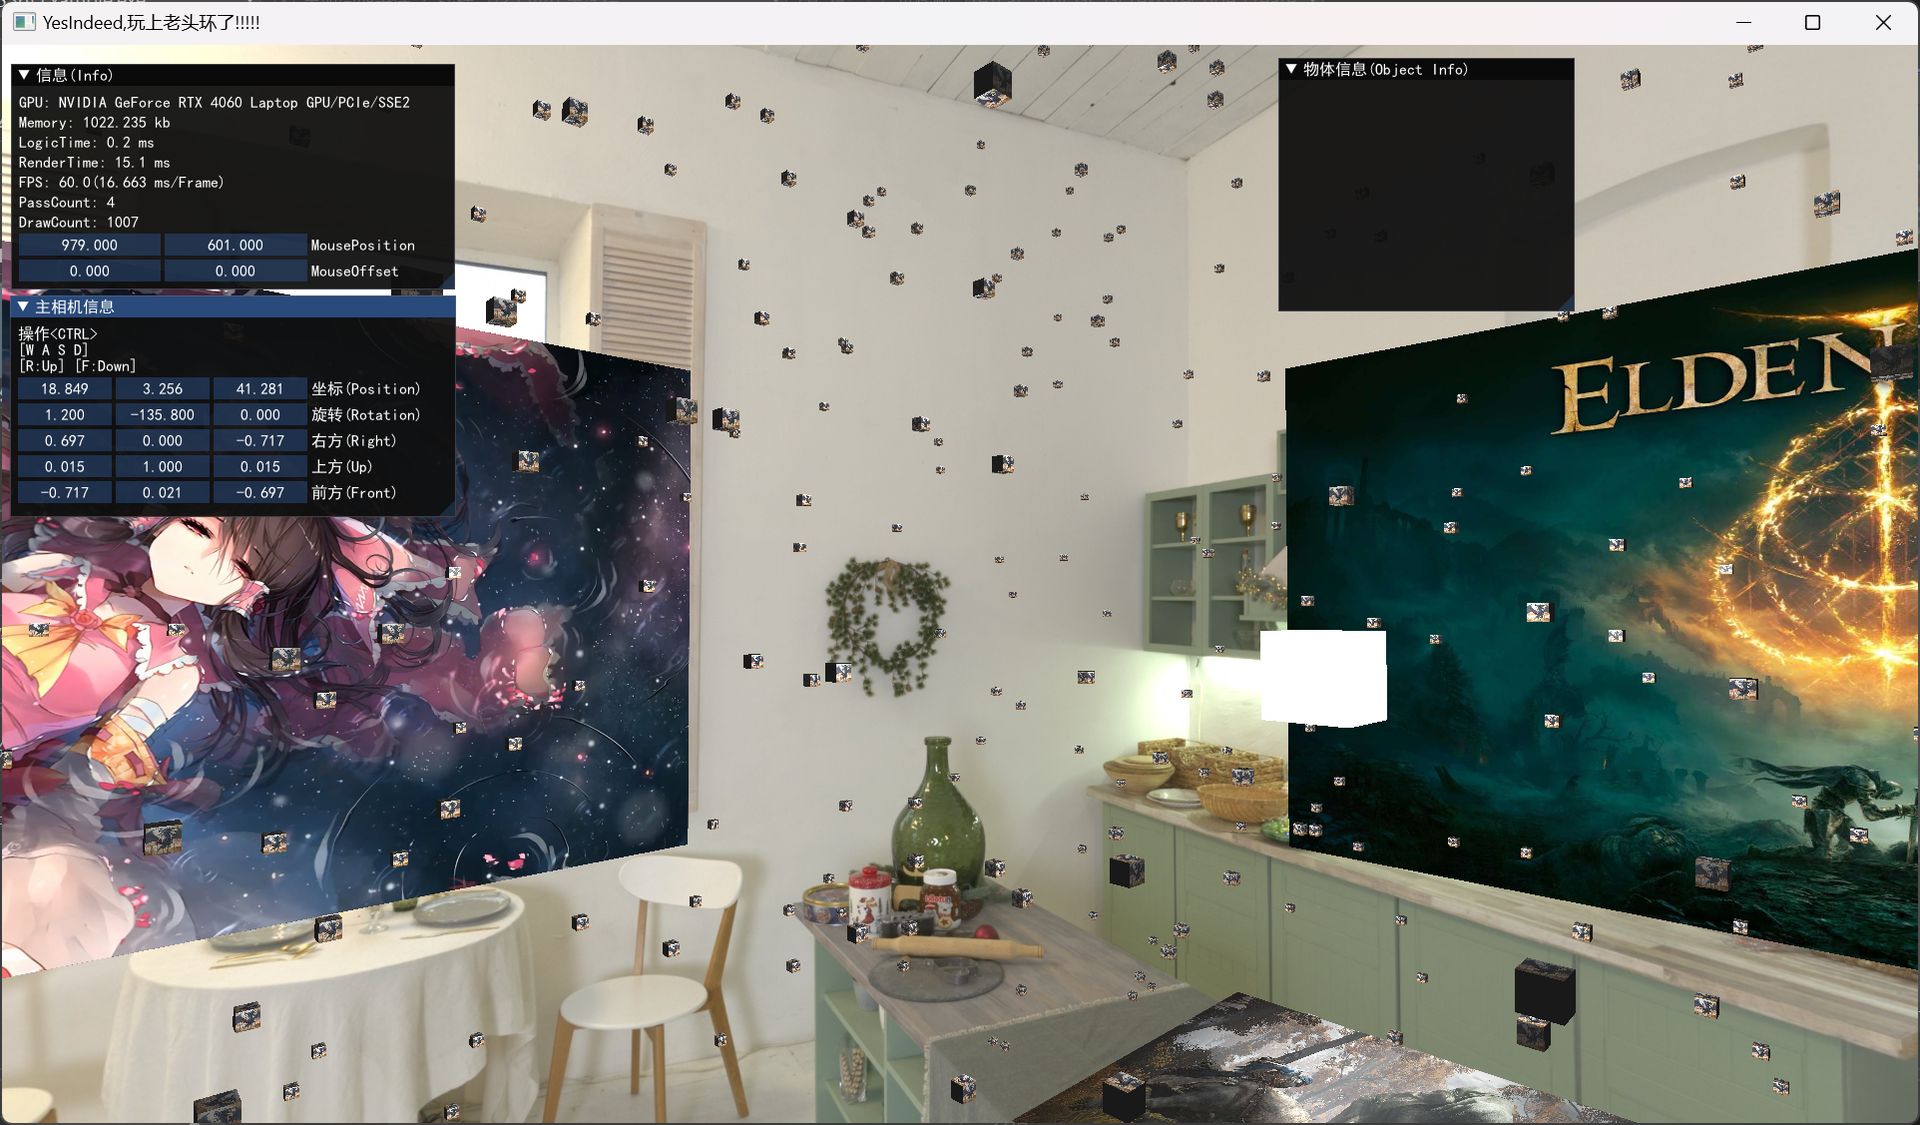 YesIndeed,玩上老头环了!!!!!
▼ 信息(Info)
GPU: NVIDIA GeForce RTX 4060 Laptop GPU/PCIe/SSE2
Memory: 1022.235 kb
LogicTime: 0.2 ms
RenderTime: 15.1 ms
FPS: 60.0(16.663 ms/Frame)
PassCount: 4
DrawCount: 1007
979.000 601.000 MousePosition
0.000 0.000 MouseOffset
▼ 主相机信息
操作<CTRL>
[W A S D]
[R:Up] [F:Down]
18.849 3.256 41.281 坐标(Position)
1.200 -135.800 0.000 旋转(Rotation)
0.697 0.000 -0.717 右方(Right)
0.015 1.000 0.015 上方(Up)
-0.717 0.021 -0.697 前方(Front)
▼ 物体信息(Object Info)
ELDEN